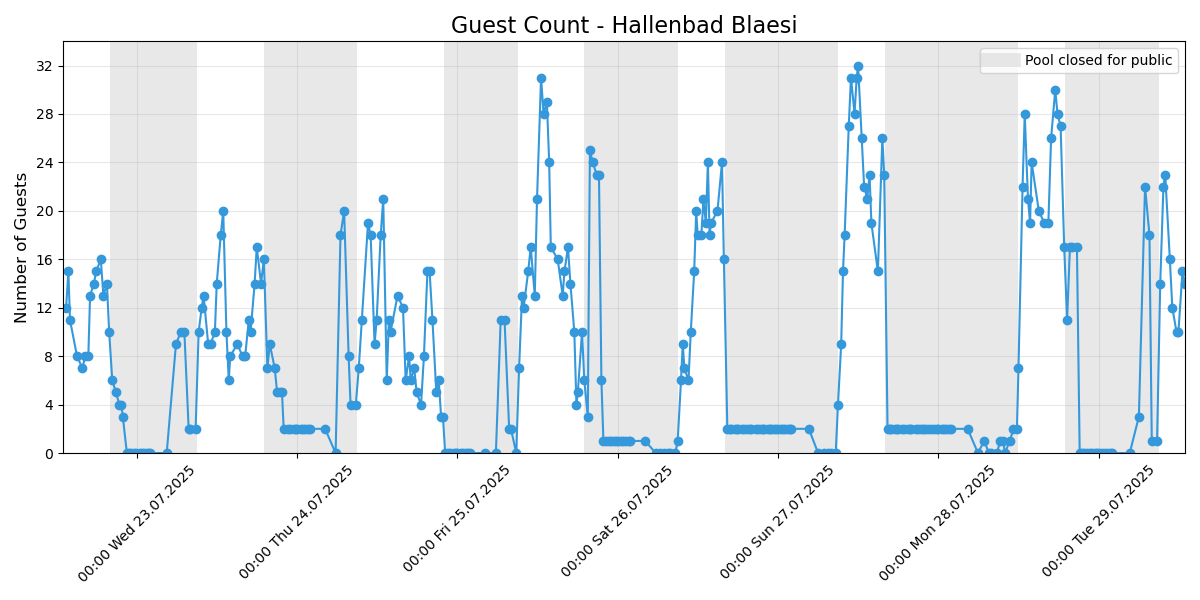 Guest Count - Hallenbad Blaesi
Pool closed for public
Number of Guests
32
28
24
20
16
12
8
4
0
00:00 Wed 23.07.2025
00:00 Thu 24.07.2025
00:00 Fri 25.07.2025
00:00 Sat 26.07.2025
00:00 Sun 27.07.2025
00:00 Mon 28.07.2025
00:00 Tue 29.07.2025